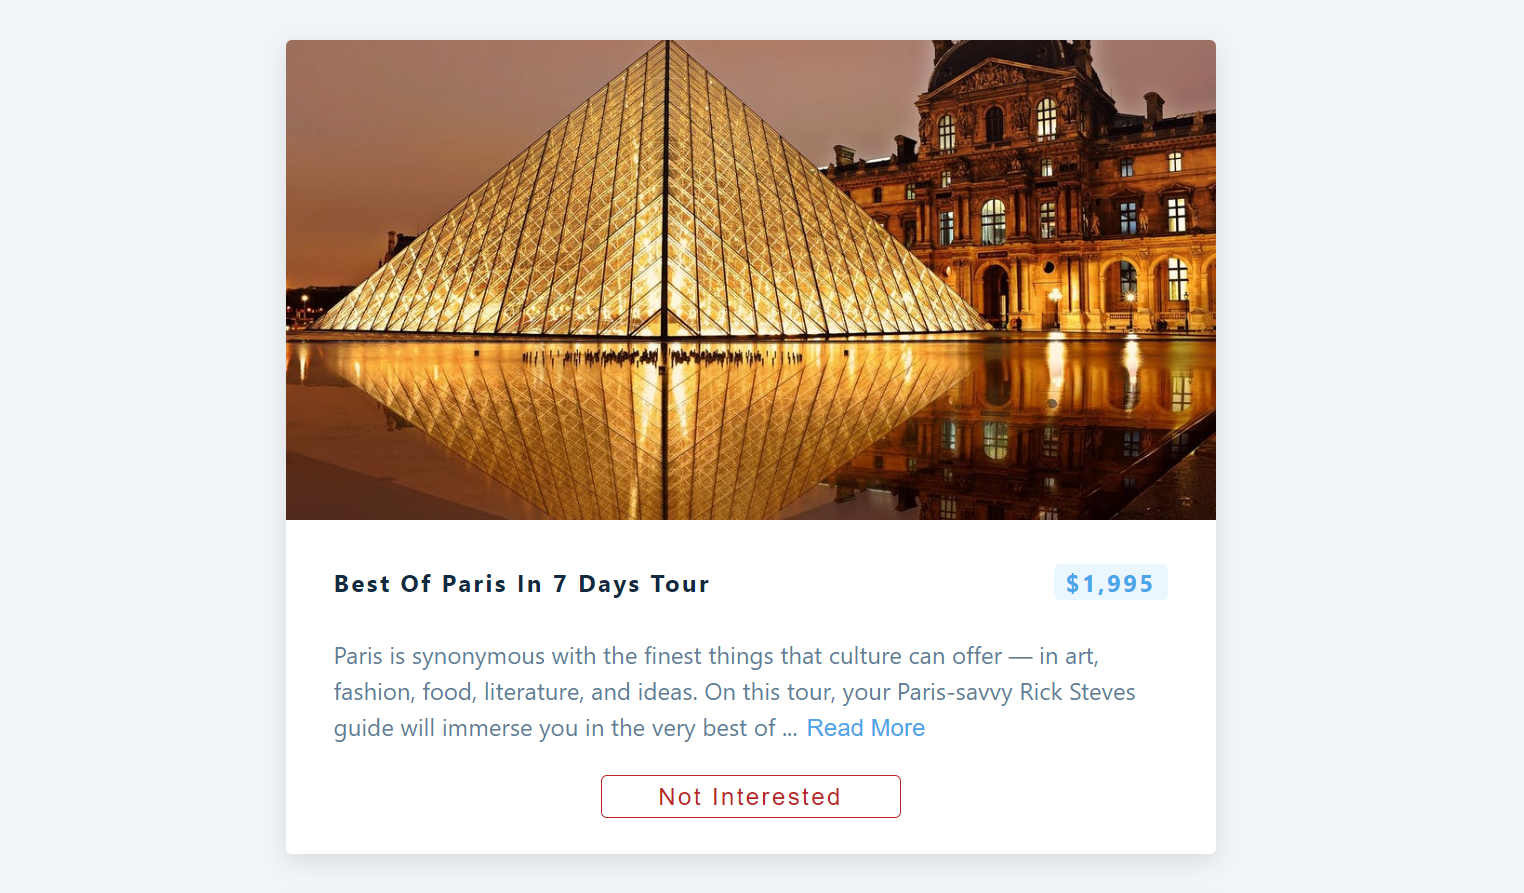 Best Of Paris In 7 Days Tour
$1,995
Paris is synonymous with the finest things that culture can offer — in art,
fashion, food, literature, and ideas. On this tour, your Paris-savvy Rick Steves
guide will immerse you in the very best of ... Read More
Not Interested